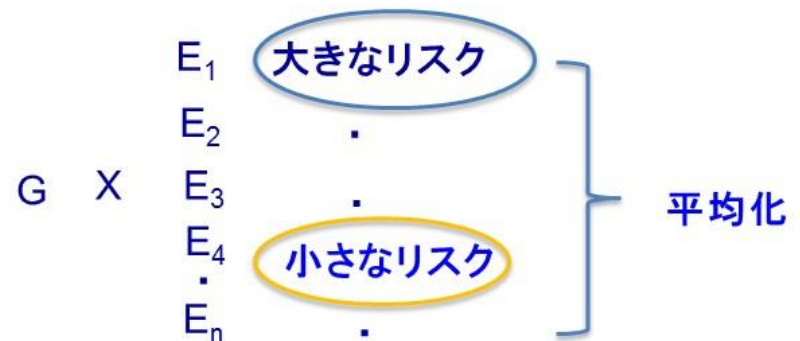 E₁ 大きなリスク
E₂ .
G X E₃ . 平均化
E₄ 小さなリスク
.
Eₙ .